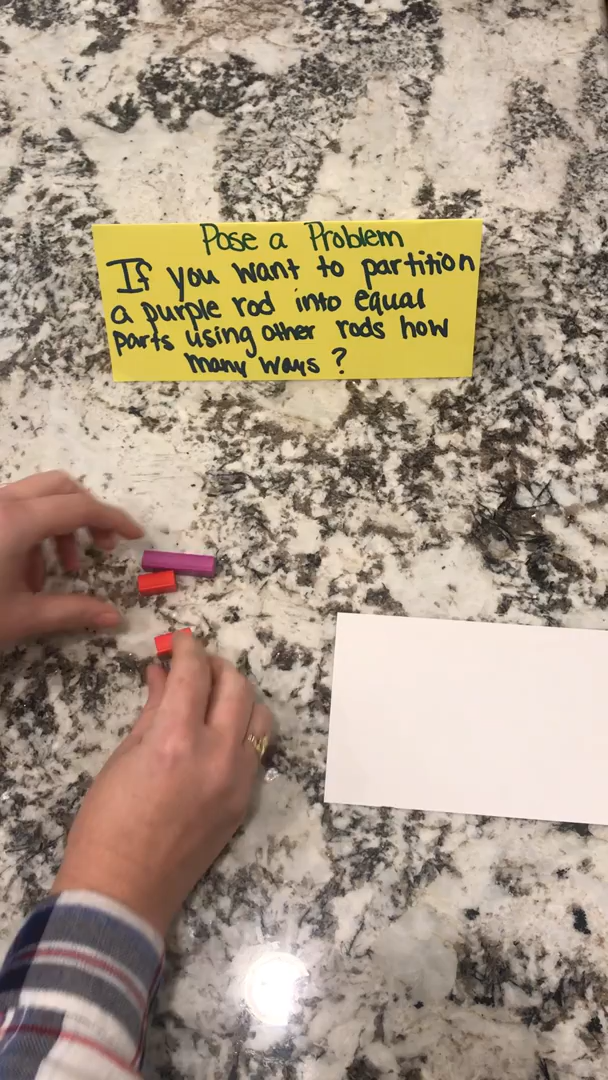 Pose a Problem
If you want to partition
a purple rod into equal
parts using other rods how
many ways?